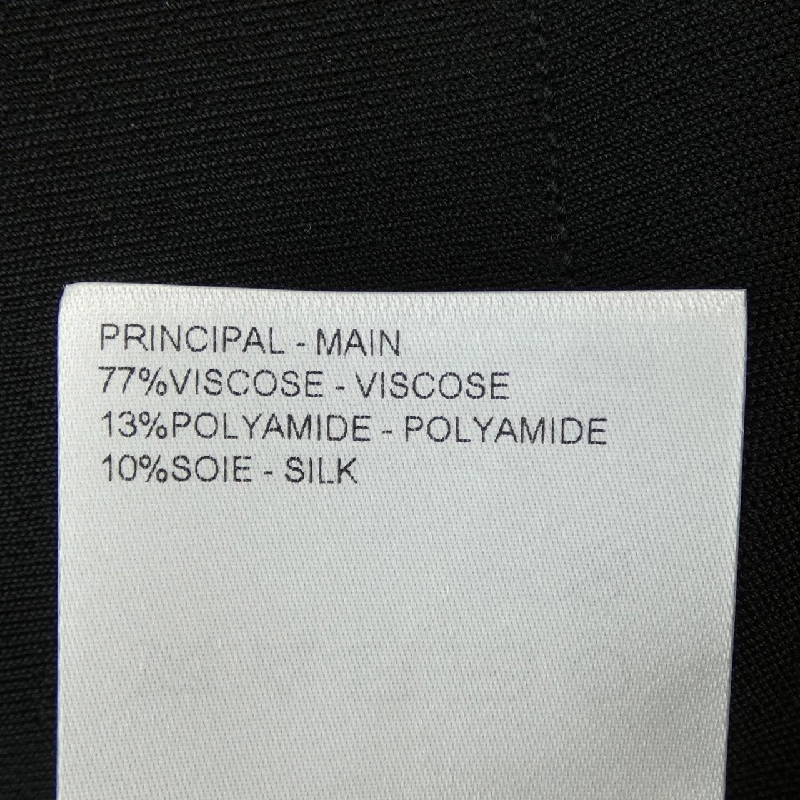 PRINCIPAL - MAIN
77%VISCOSE - VISCOSE
13%POLYAMIDE - POLYAMIDE
10%SOIE - SILK